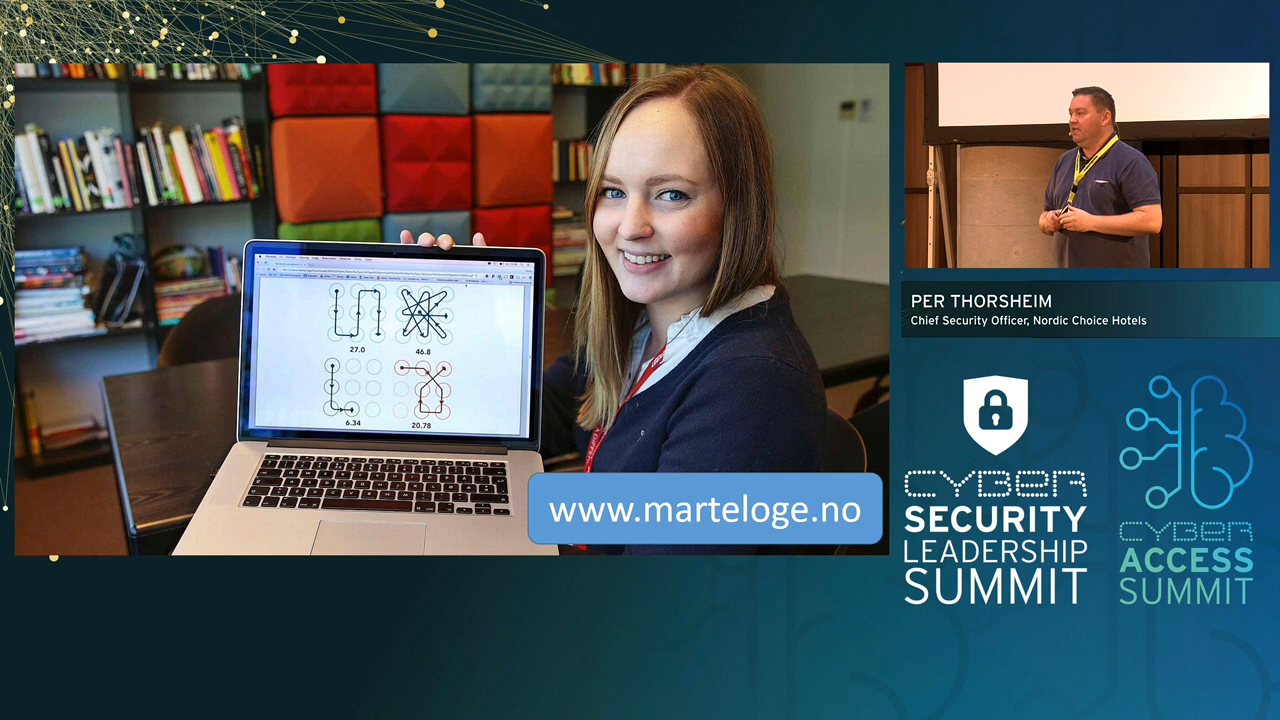 27.0
46.8
6.34
20.78
www.marteloge.no
PER THORSHEIM
Chief Security Officer, Nordic Choice Hotels
CYBER
SECURITY
LEADERSHIP
SUMMIT
CYBER
ACCESS
SUMMIT